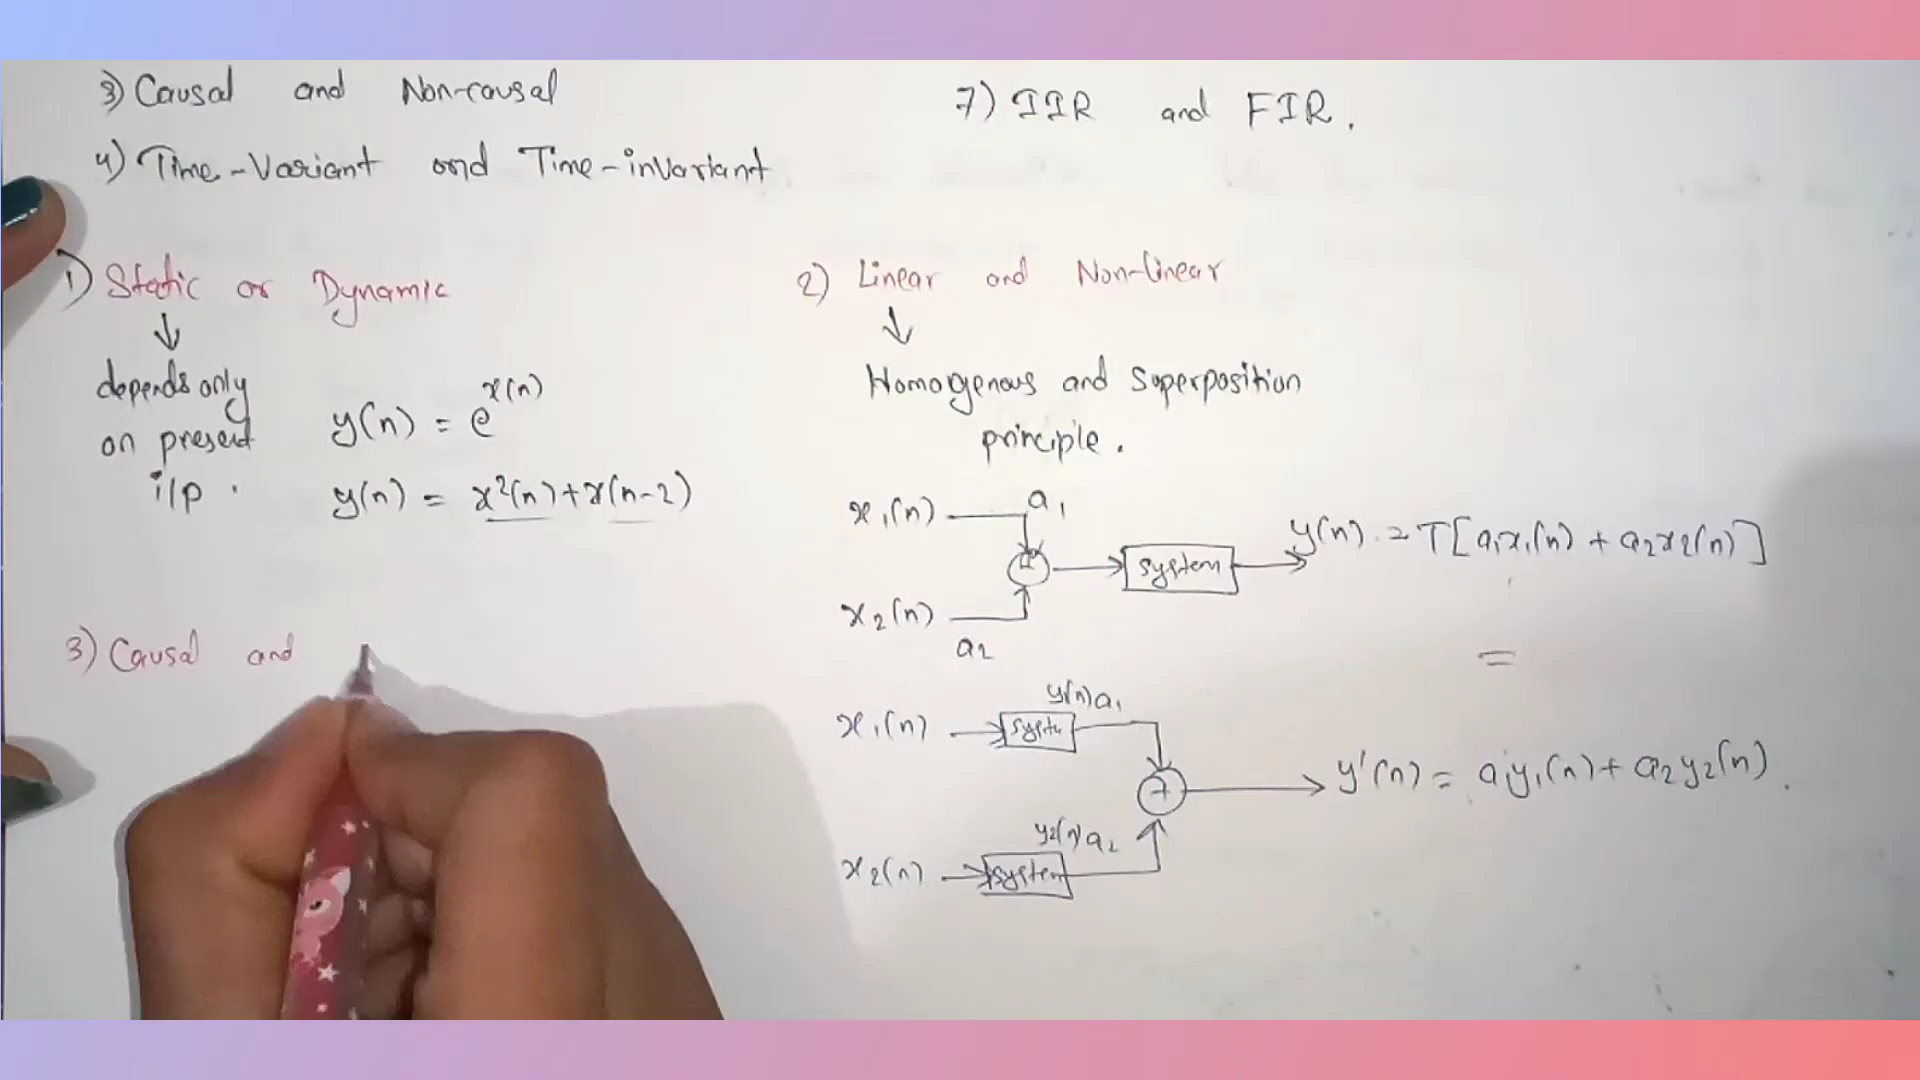 3) Causal and Non-causal
4) Time-Variant and Time-invariant
7) IIR and FIR.
1) Static or Dynamic
depends only
on present
i/p.
y(n) = e^x(n)
y(n) = x²(n)+x(n-2)
2) Linear and Non-linear
Homogenous and Superposition
principle.
x₁(n) a₁
system
y(n) = T[a₁x₁(n) + a₂x₂(n)]
x₂(n)
a₂
=
y(n)a₁
x₁(n)
+
y'(n) = a₁y₁(n)+ a₂y₂(n).
y₂(n)a₂
x₂(n) system
3) Causal and